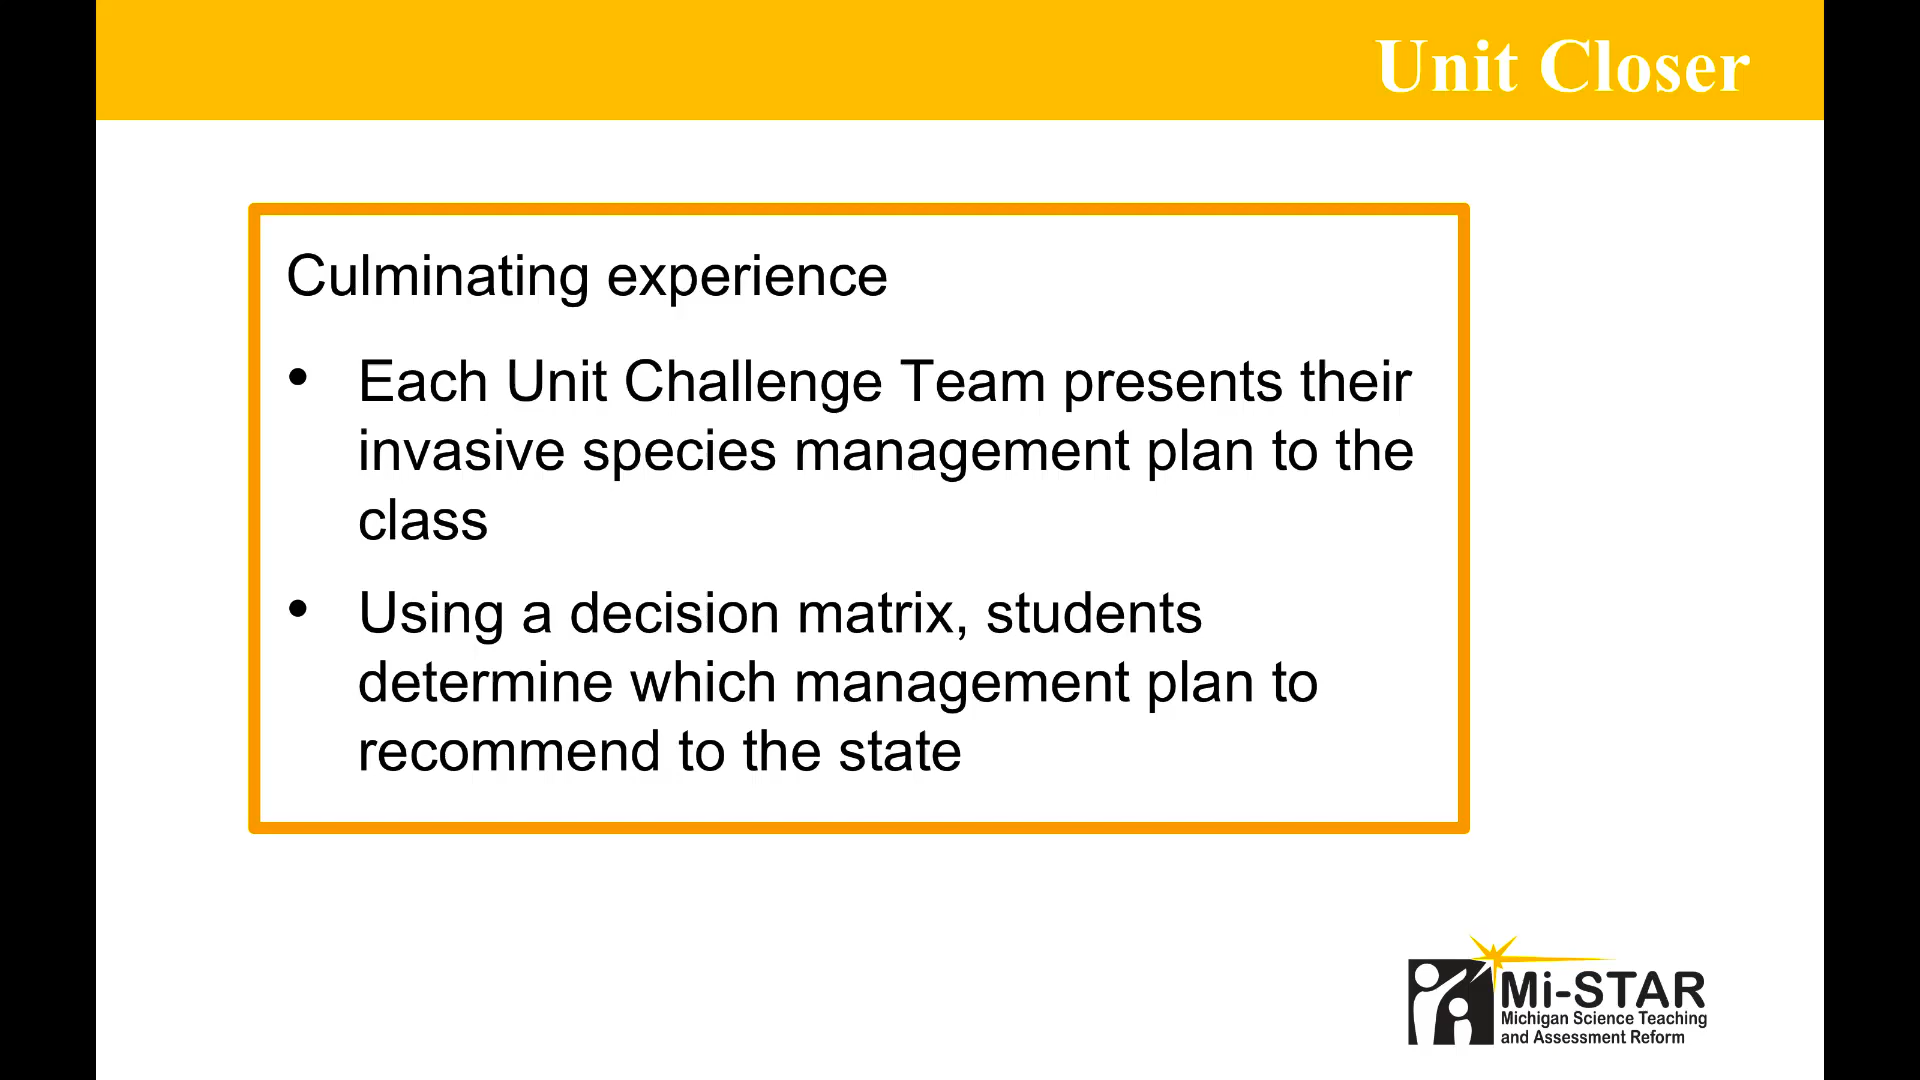 Unit Closer
Culminating experience
• Each Unit Challenge Team presents their
invasive species management plan to the
class
• Using a decision matrix, students
determine which management plan to
recommend to the state
Mi-STAR
Michigan Science Teaching
and Assessment Reform